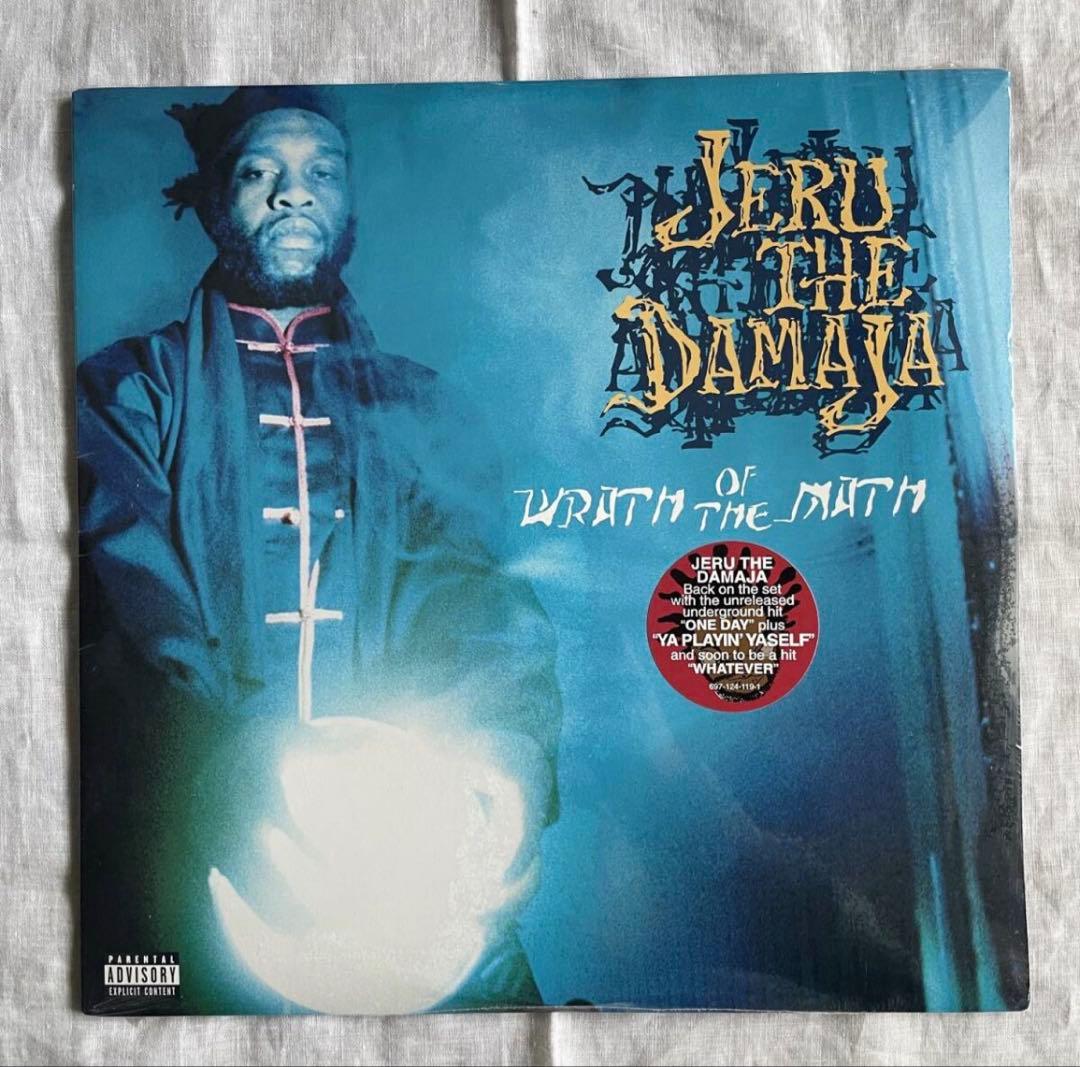 JERU
THE
DAMAJA
WRATH OF THE MATH
JERU THE
DAMAJA
Back on the set
with the unreleased
underground hit
"ONE DAY" plus
"YA PLAYIN' YASELF"
and soon to be a hit
"WHATEVER"
697-124-119-1
PARENTAL
ADVISORY
EXPLICIT CONTENT